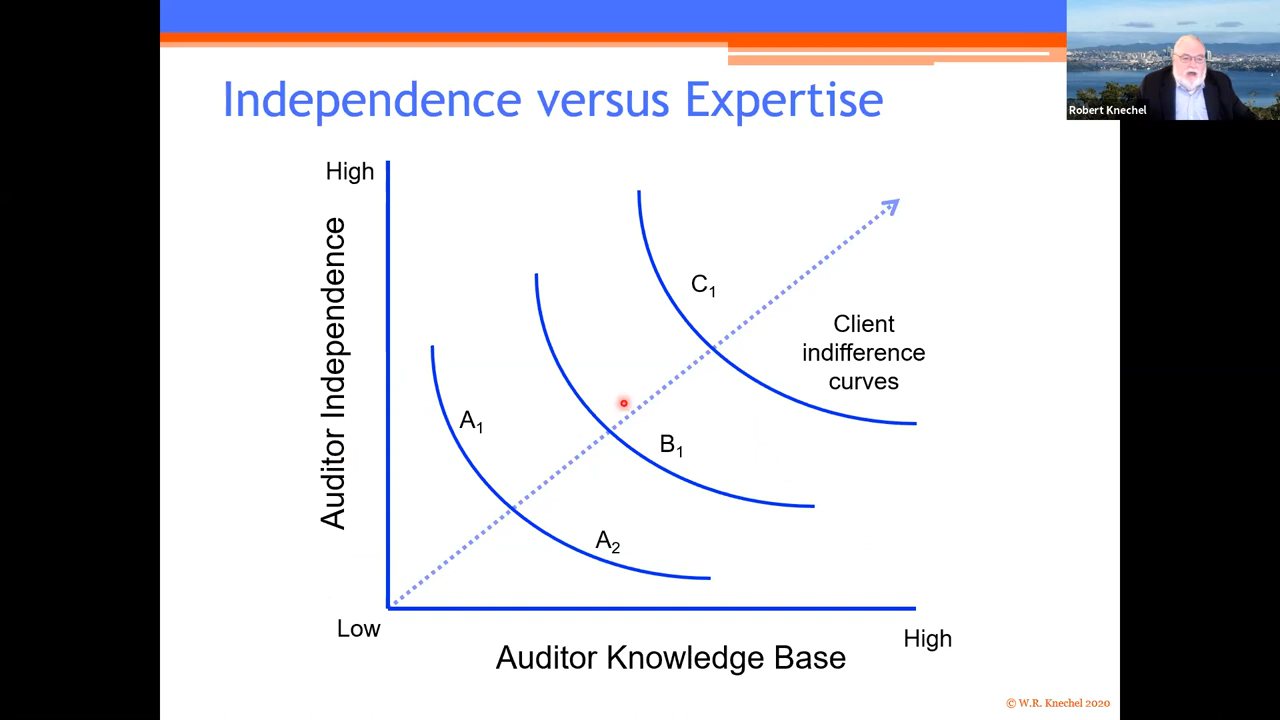 Independence versus Expertise
Robert Knechel
High
Auditor Independence
C₁
Client
indifference
curves
A₁
B₁
A₂
Low
High
Auditor Knowledge Base
© W.R. Knechel 2020